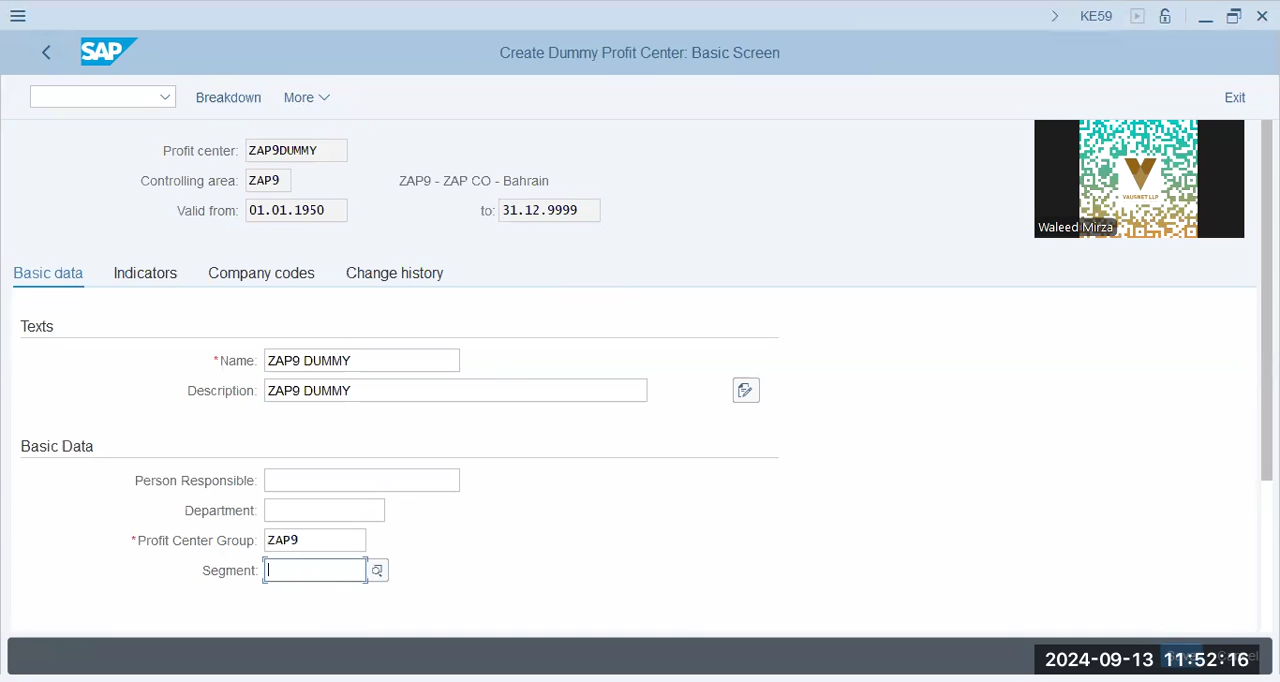 KE59
SAP
Create Dummy Profit Center: Basic Screen
Breakdown More Exit
Profit center: ZAP9DUMMY
Controlling area: ZAP9 ZAP9 - ZAP CO - Bahrain
Valid from: 01.01.1950 to: 31.12.9999
VAUSNET LLP
Waleed Mirza
Basic data Indicators Company codes Change history
Texts
*Name: ZAP9 DUMMY
Description: ZAP9 DUMMY
Basic Data
Person Responsible:
Department:
*Profit Center Group: ZAP9
Segment:
2024-09-13 11:52:16